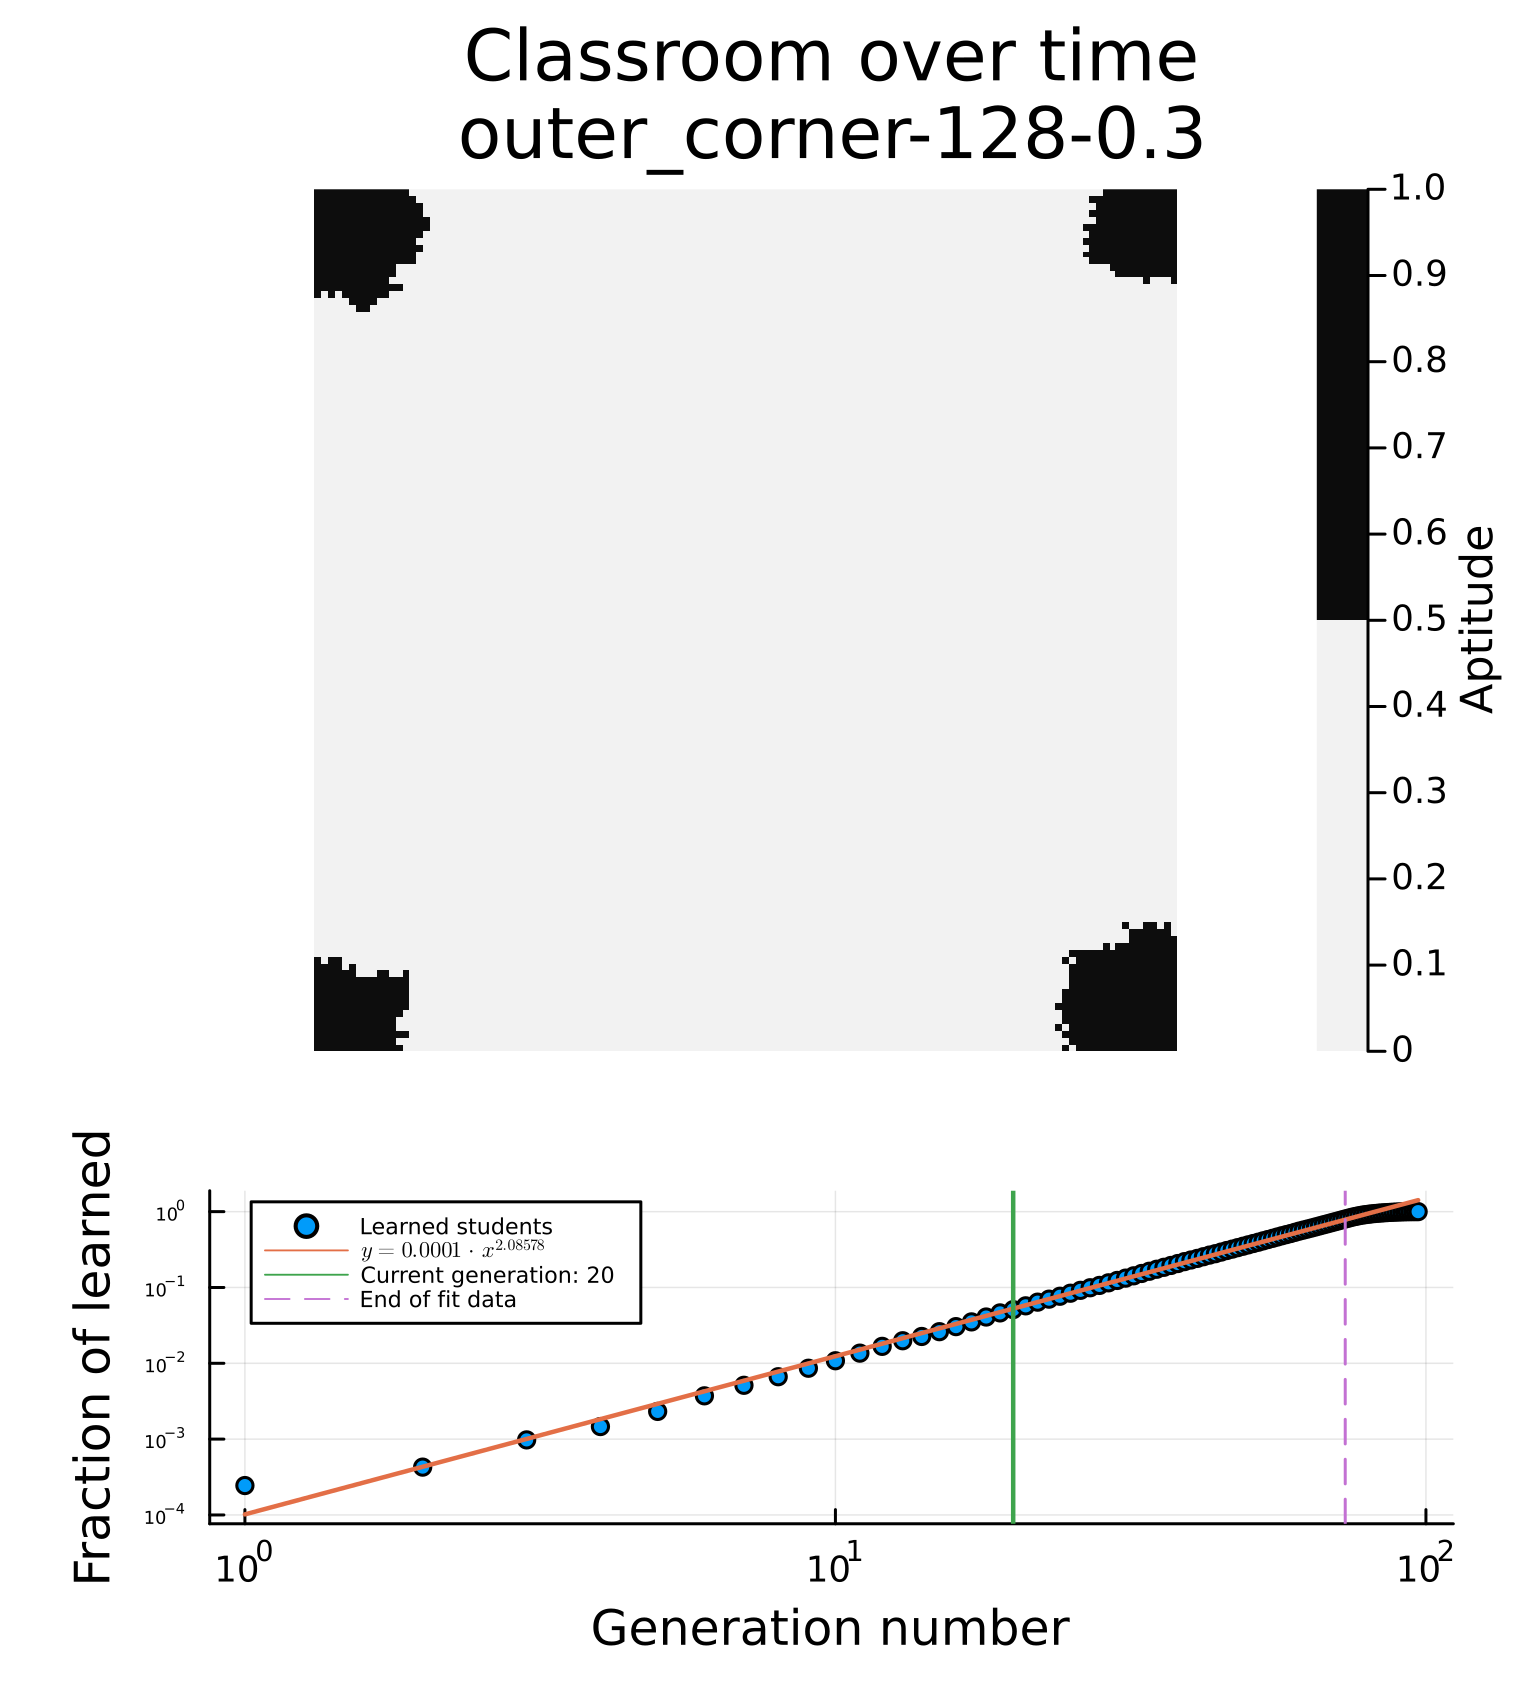 Classroom over time
outer_corner-128-0.3
1.0
0.9
0.8
0.7
0.6
0.5
0.4
0.3
0.2
0.1
0
Aptitude
Fraction of learned
10^0
10^-1
10^-2
10^-3
10^-4
Learned students
y = 0.0001 · x^2.08578
Current generation: 20
End of fit data
10^0 10^1 10^2
Generation number